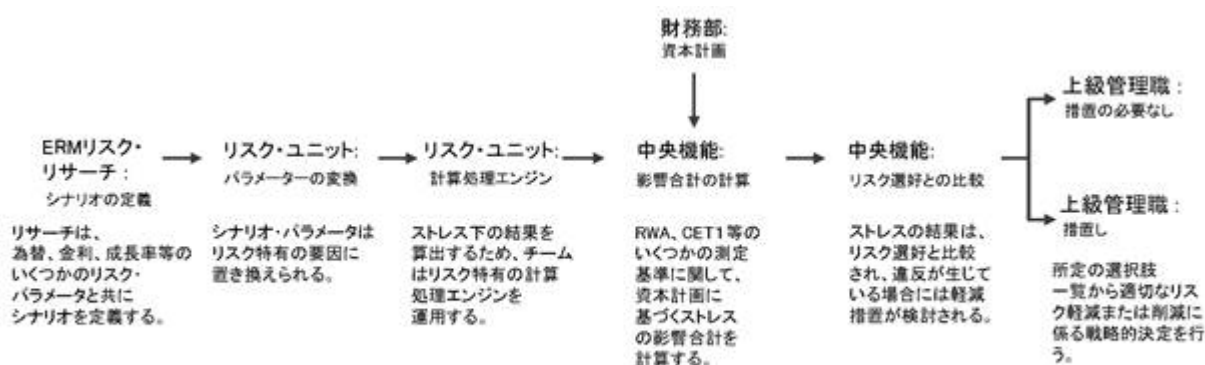 財務部:
資本計画
ERMリスク・
リサーチ :
シナリオの定義
リサーチは、
為替、金利、成長率等の
いくつかのリスク・
パラメータと共に
シナリオを定義する。
リスク・ユニット:
パラメーターの変換
シナリオ・パラメータは
リスク特有の要因に
置き換えられる。
リスク・ユニット:
計算処理エンジン
ストレス下の結果を
算出するため、チーム
はリスク特有の計算
処理エンジンを
運用する。
中央機能:
影響合計の計算
RWA、CET1等の
いくつかの測定
基準に関して、
資本計画に
基づくストレス
の影響合計を
計算する。
中央機能:
リスク選好との比較
ストレスの結果は、
リスク選好と比較
され、違反が生じて
いる場合には軽減
措置が検討される。
上級管理職 :
措置の必要なし
上級管理職 :
措置し
所定の選択肢
一覧から適切なリス
ク軽減または削減に
係る戦略的決定を行
う。